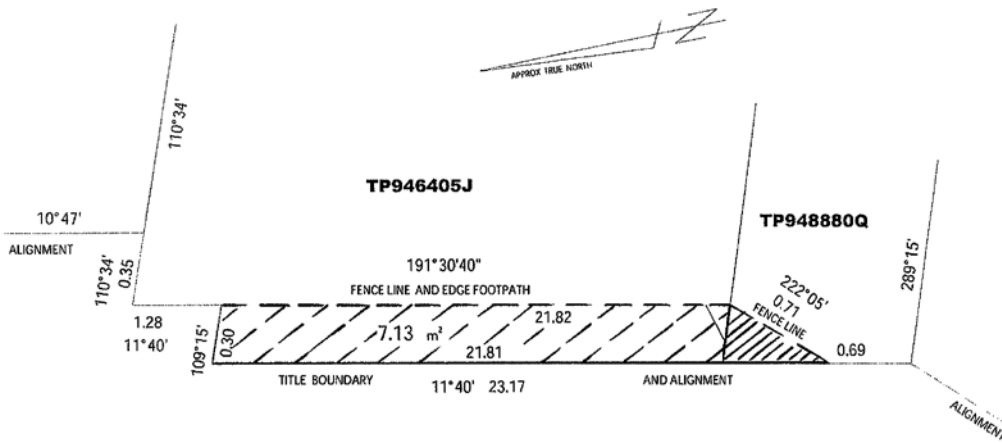 N
APPROX TRUE NORTH
110°34'
TP946405J
TP948880Q
10°47'
ALIGNMENT
110°34'
0.35
191°30'40"
FENCE LINE AND EDGE FOOTPATH
222°05'
0.71
FENCE LINE
289°15'
1.28
11°40'
109°15'
0.30
7.13 m²
21.82
21.81
0.69
TITLE BOUNDARY
11°40' 23.17
AND ALIGNMENT
ALIGNMENT